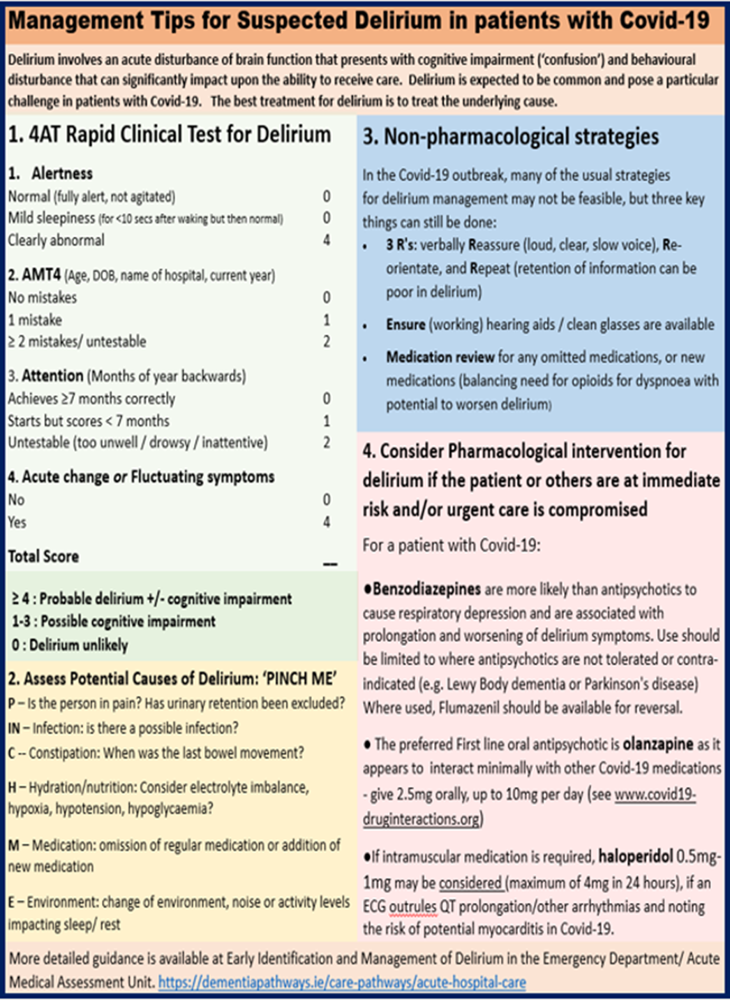 Management Tips for Suspected Delirium in patients with Covid-19
Delirium involves an acute disturbance of brain function that presents with cognitive impairment (‘confusion’) and behavioural
disturbance that can significantly impact upon the ability to receive care. Delirium is expected to be common and pose a particular
challenge in patients with Covid-19. The best treatment for delirium is to treat the underlying cause.
1. 4AT Rapid Clinical Test for Delirium
1. Alertness
Normal (fully alert, not agitated) 0
Mild sleepiness (for <10 secs after waking but then normal) 0
Clearly abnormal 4
2. AMT4 (Age, DOB, name of hospital, current year)
No mistakes 0
1 mistake 1
≥ 2 mistakes/ untestable 2
3. Attention (Months of year backwards)
Achieves ≥7 months correctly 0
Starts but scores < 7 months 1
Untestable (too unwell / drowsy / inattentive) 2
4. Acute change or Fluctuating symptoms
No 0
Yes 4
Total Score __
≥ 4 : Probable delirium +/- cognitive impairment
1-3 : Possible cognitive impairment
0 : Delirium unlikely
2. Assess Potential Causes of Delirium: ‘PINCH ME’
P – Is the person in pain? Has urinary retention been excluded?
IN – Infection: is there a possible infection?
C -- Constipation: When was the last bowel movement?
H – Hydration/nutrition: Consider electrolyte imbalance,
hypoxia, hypotension, hypoglycaemia?
M – Medication: omission of regular medication or addition of
new medication
E – Environment: change of environment, noise or activity levels
impacting sleep/ rest
3. Non-pharmacological strategies
In the Covid-19 outbreak, many of the usual strategies
for delirium management may not be feasible, but three key
things can still be done:
• 3 R's: verbally Reassure (loud, clear, slow voice), Re-
orientate, and Repeat (retention of information can be
poor in delirium)
• Ensure (working) hearing aids / clean glasses are available
• Medication review for any omitted medications, or new
medications (balancing need for opioids for dyspnoea with
potential to worsen delirium)
4. Consider Pharmacological intervention for
delirium if the patient or others are at immediate
risk and/or urgent care is compromised
For a patient with Covid-19:
●Benzodiazepines are more likely than antipsychotics to
cause respiratory depression and are associated with
prolongation and worsening of delirium symptoms. Use should
be limited to where antipsychotics are not tolerated or contra-
indicated (e.g. Lewy Body dementia or Parkinson's disease)
Where used, Flumazenil should be available for reversal.
● The preferred First line oral antipsychotic is olanzapine as it
appears to interact minimally with other Covid-19 medications
- give 2.5mg orally, up to 10mg per day (see www.covid19-
druginteractions.org)
●If intramuscular medication is required, haloperidol 0.5mg-
1mg may be considered (maximum of 4mg in 24 hours), if an
ECG outrules QT prolongation/other arrhythmias and noting
the risk of potential myocarditis in Covid-19.
More detailed guidance is available at Early Identification and Management of Delirium in the Emergency Department/ Acute
Medical Assessment Unit. https://dementiapathways.ie/care-pathways/acute-hospital-care